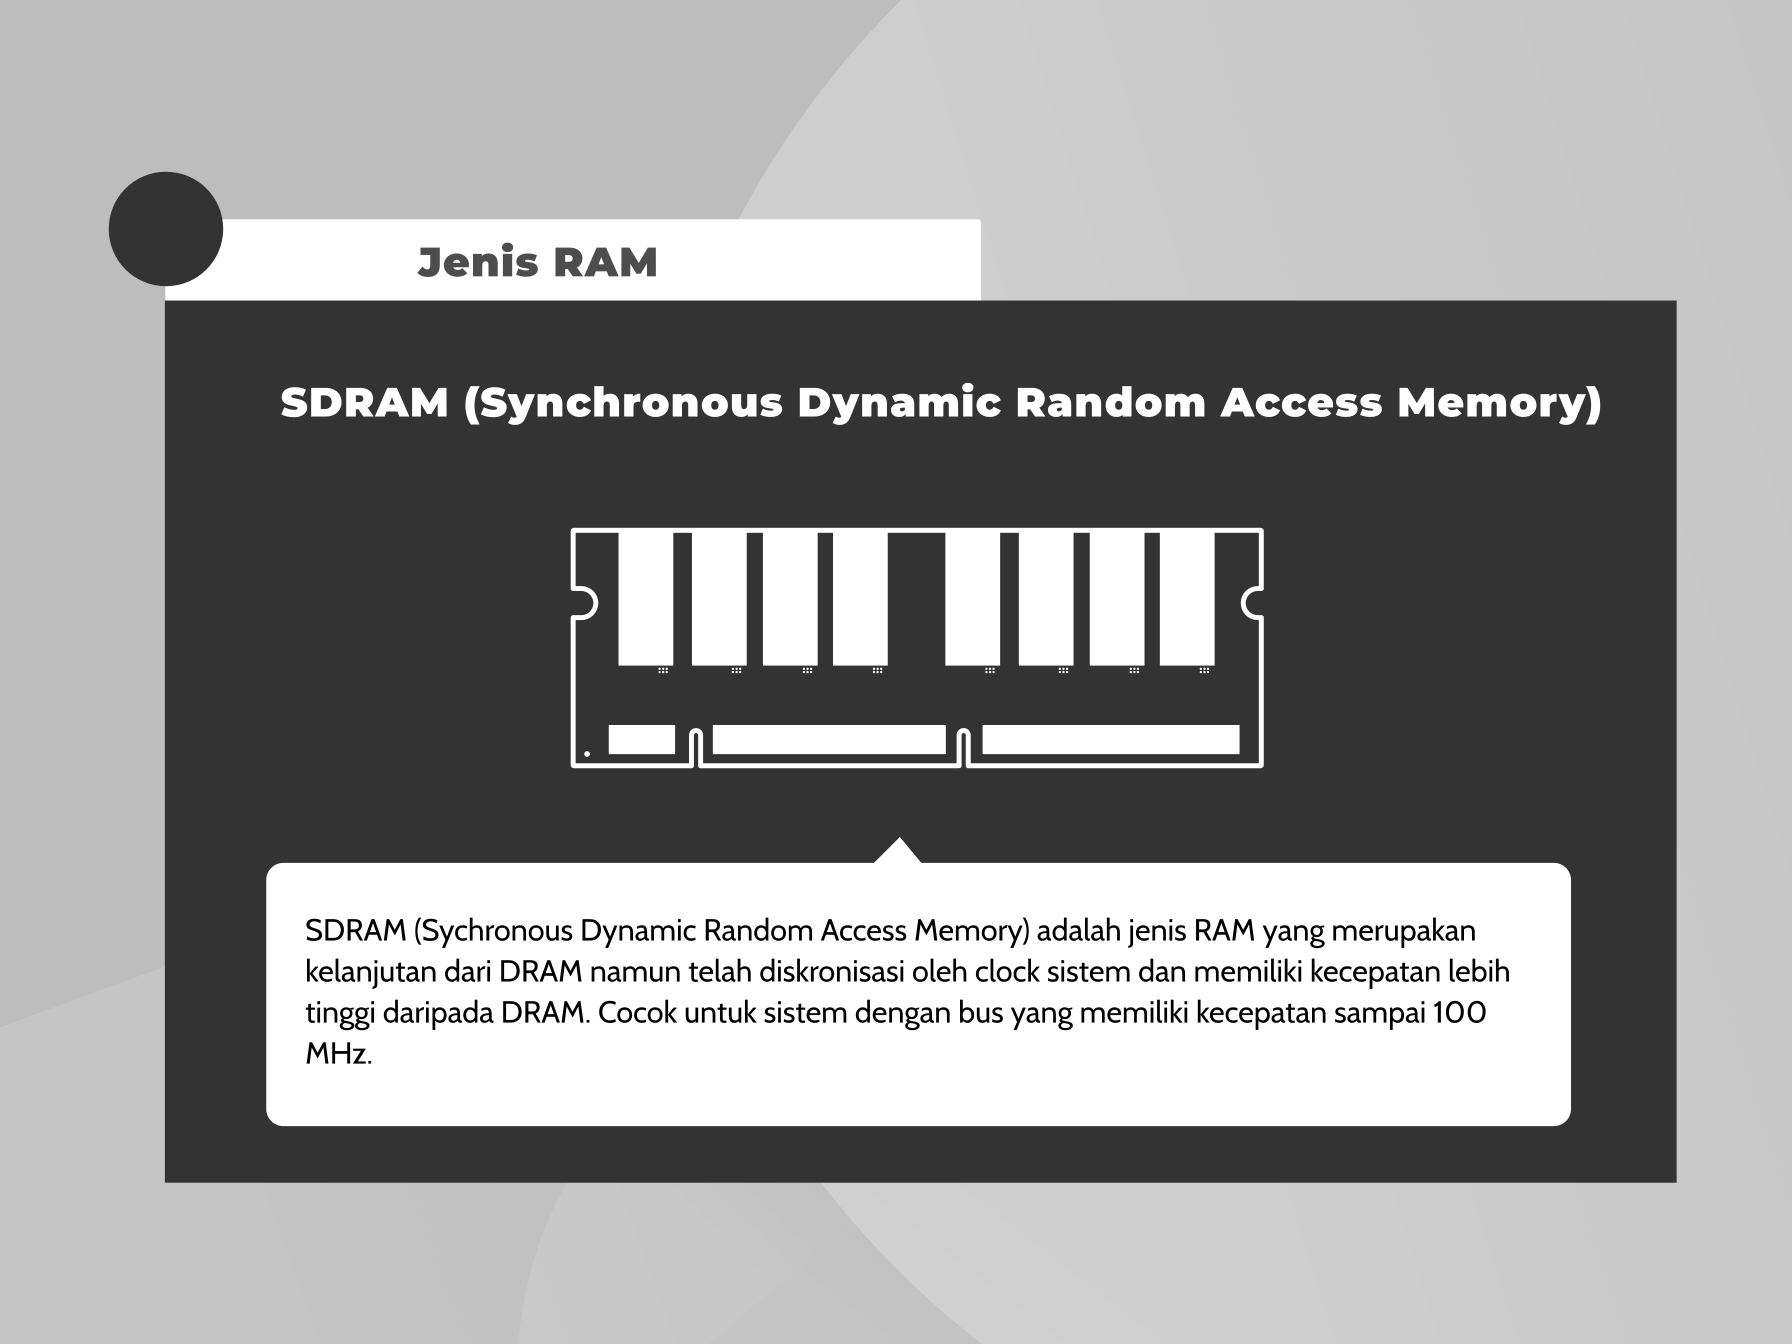 Jenis RAM
SDRAM (Synchronous Dynamic Random Access Memory)
SDRAM (Sychronous Dynamic Random Access Memory) adalah jenis RAM yang merupakan
kelanjutan dari DRAM namun telah diskronisasi oleh clock sistem dan memiliki kecepatan lebih
tinggi daripada DRAM. Cocok untuk sistem dengan bus yang memiliki kecepatan sampai 100
MHz.